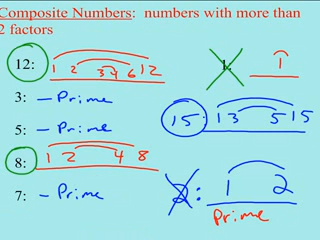 Composite Numbers: numbers with more than
2 factors
12: 1 2 3 4 6 12
1: 1
3: - Prime
15: 1 3 5 15
5: - Prime
8: 1 2 4 8
2: 1 2
Prime
7: - Prime